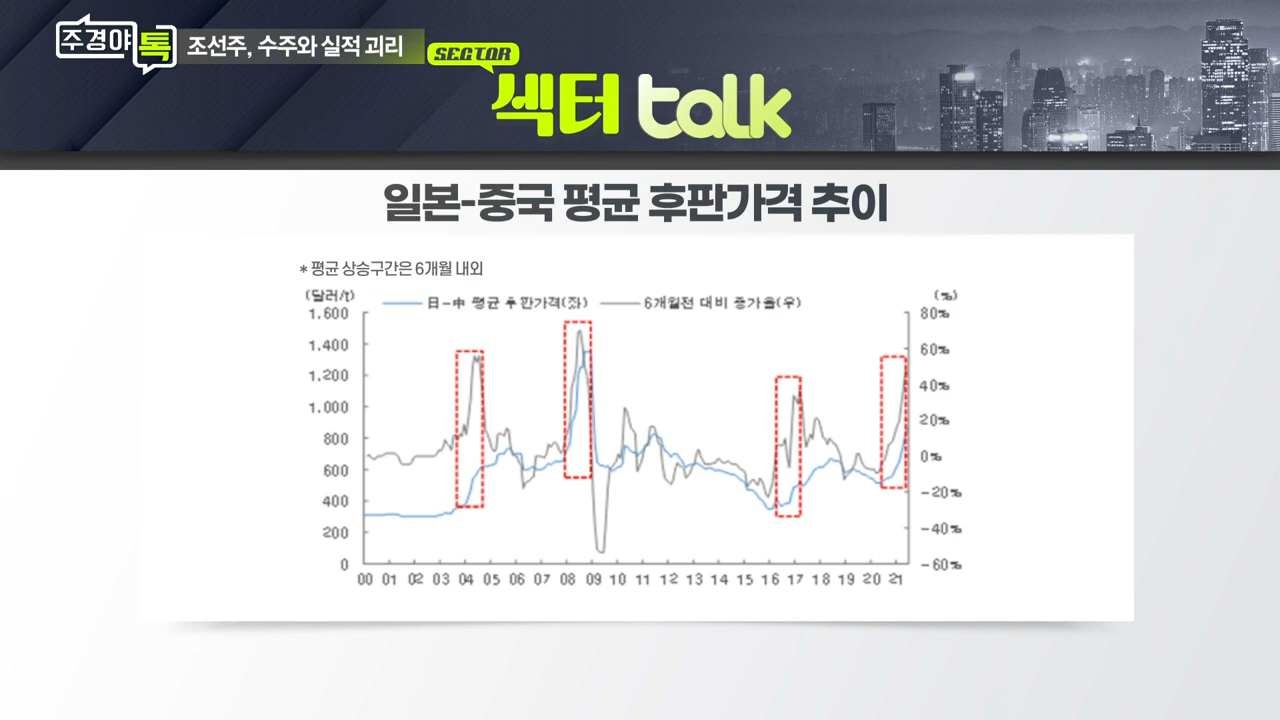 주경야톡
조선주, 수주와 실적 괴리
SECTOR
섹터 talk
일본-중국 평균 후판가격 추이
* 평균 상승구간은 6개월 내외
(달러/t)
日-中 평균 후판가격(좌)
6개월전 대비 증가율(우)
(%)
1,600
1,400
1,200
1,000
800
600
400
200
0
80%
60%
40%
20%
0%
-20%
-40%
-60%
00 01 02 03 04 05 06 07 08 09 10 11 12 13 14 15 16 17 18 19 20 21